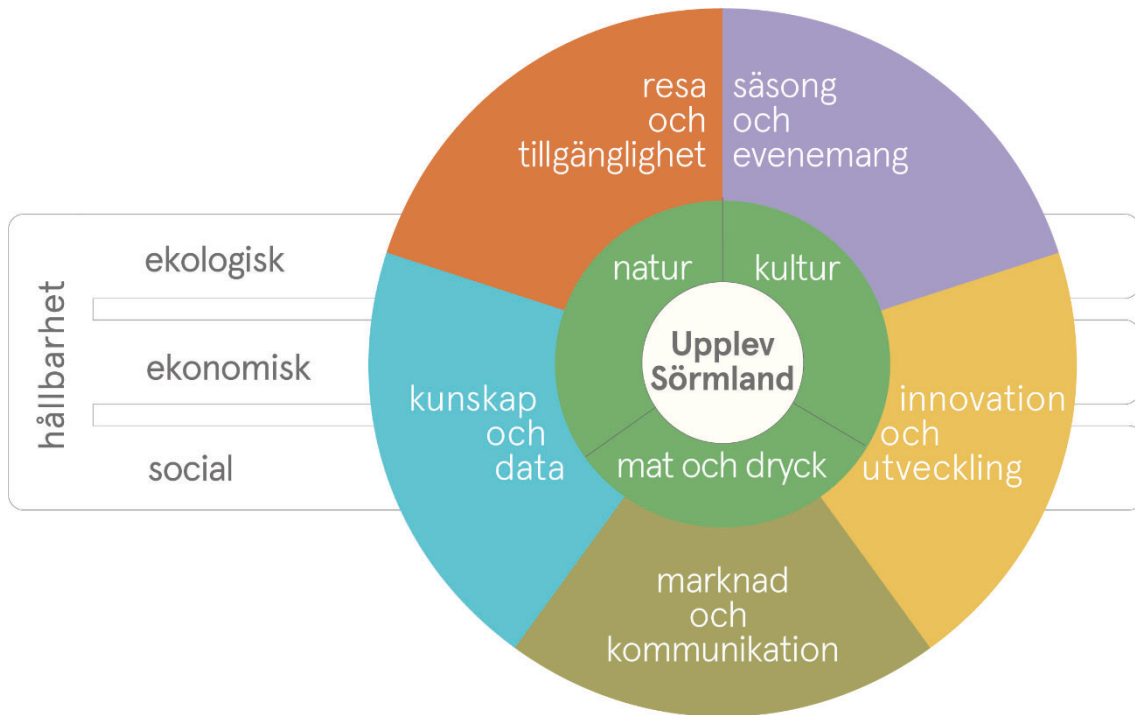 resa
och
tillgänglighet
säsong
och
evenemang
hållbarhet
ekologisk
ekonomisk
social
natur
kultur
Upplev
Sörmland
mat och dryck
kunskap
och
data
innovation
och
utveckling
marknad
och
kommunikation